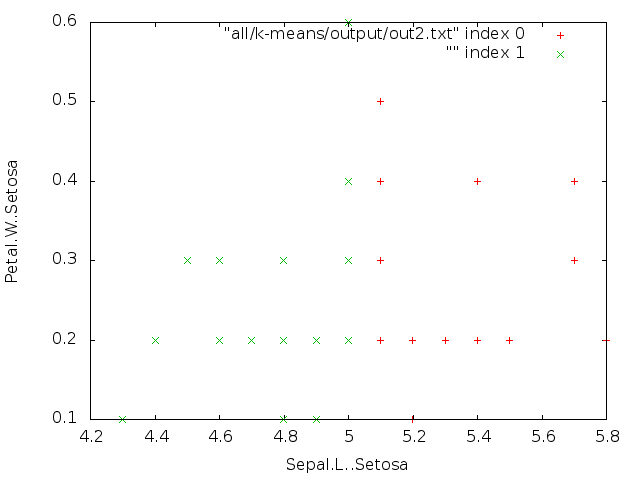 "all/k-means/output/out2.txt" index 0
"" index 1
Petal.W..Setosa
0.6
0.5
0.4
0.3
0.2
0.1
4.2 4.4 4.6 4.8 5 5.2 5.4 5.6 5.8
Sepal.L..Setosa